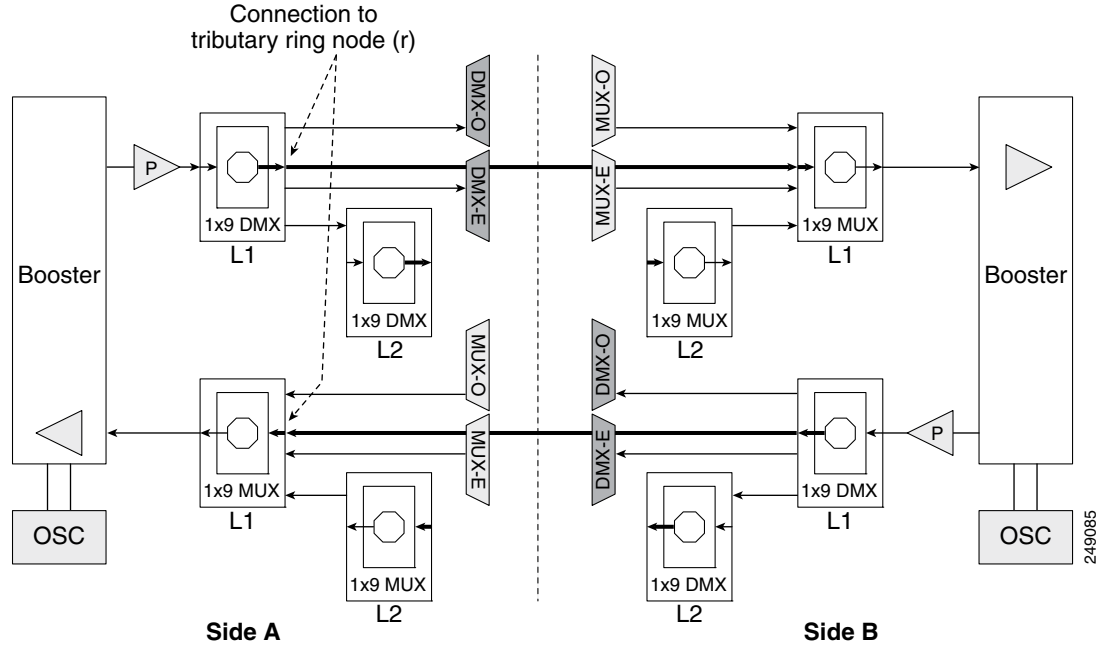 Connection to
tributary ring node (r)
DMX-O
MUX-O
P
DMX-E
MUX-E
1x9 DMX
L1
1x9 MUX
L1
Booster
Booster
1x9 DMX
L2
1x9 MUX
L2
MUX-O
DMX-O
P
MUX-E
DMX-E
1x9 MUX
L1
1x9 DMX
L1
OSC
OSC
249085
1x9 MUX
L2
1x9 DMX
L2
Side A
Side B